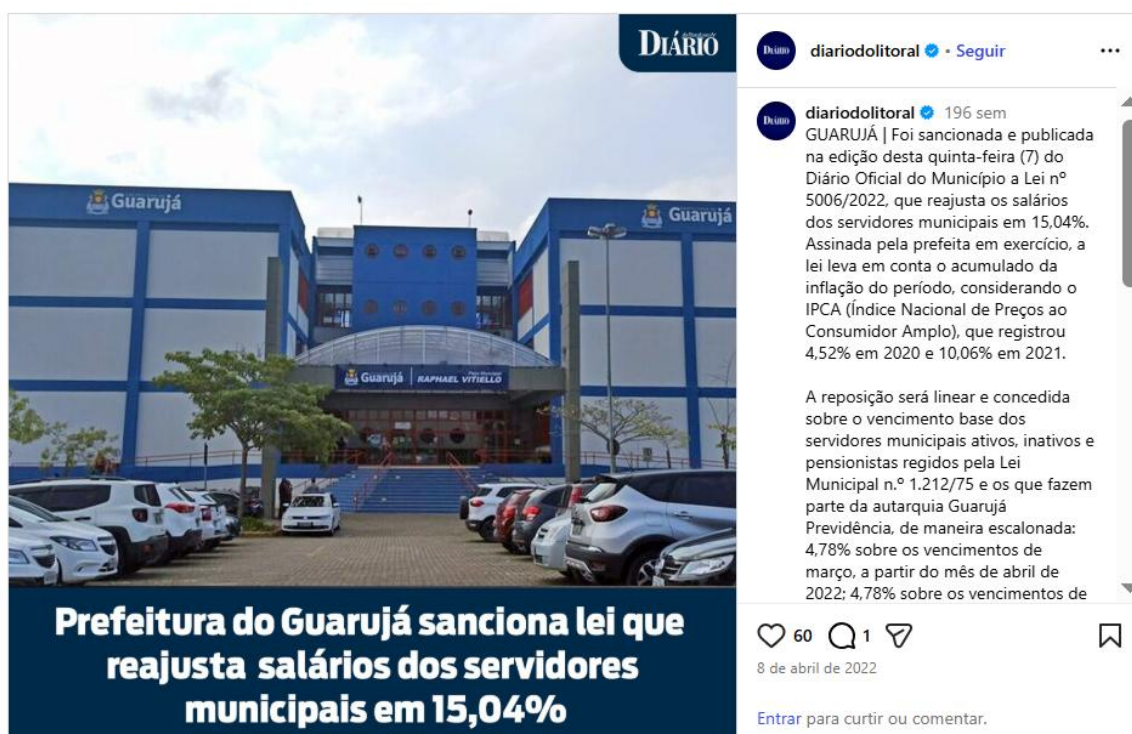 DIÁRIO
Guarujá
Guarujá
Guarujá
Paço Municipal
RAPHAEL VITIELLO
Prefeitura do Guarujá sanciona lei que
reajusta salários dos servidores
municipais em 15,04%
DIÁRIO
diariodolitoral • Seguir
DIÁRIO
diariodolitoral 196 sem
GUARUJÁ | Foi sancionada e publicada
na edição desta quinta-feira (7) do
Diário Oficial do Município a Lei nº
5006/2022, que reajusta os salários
dos servidores municipais em 15,04%.
Assinada pela prefeita em exercício, a
lei leva em conta o acumulado da
inflação do período, considerando o
IPCA (Índice Nacional de Preços ao
Consumidor Amplo), que registrou
4,52% em 2020 e 10,06% em 2021.
A reposição será linear e concedida
sobre o vencimento base dos
servidores municipais ativos, inativos e
pensionistas regidos pela Lei
Municipal n.º 1.212/75 e os que fazem
parte da autarquia Guarujá
Previdência, de maneira escalonada:
4,78% sobre os vencimentos de
março, a partir do mês de abril de
2022; 4,78% sobre os vencimentos de
60 1
8 de abril de 2022
Entrar para curtir ou comentar.